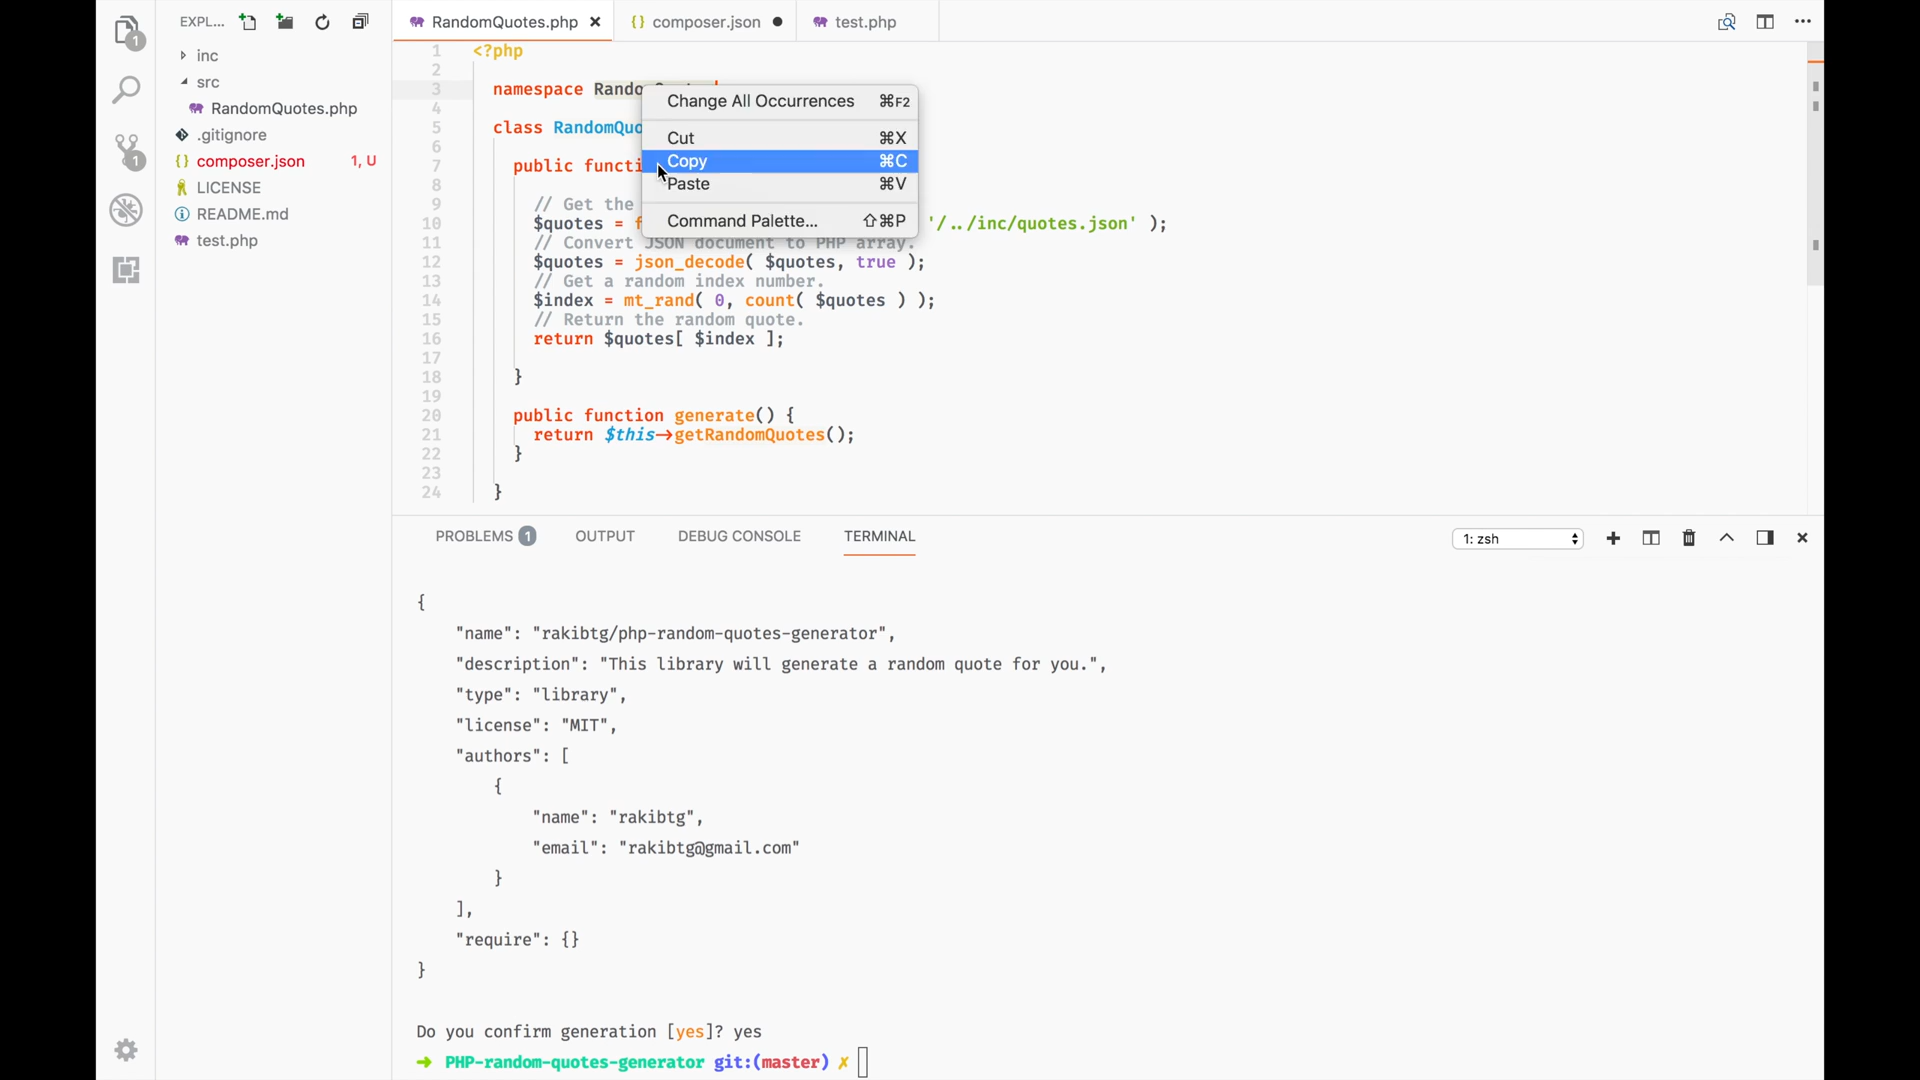 EXPL...
inc
src
RandomQuotes.php
.gitignore
composer.json 1, U
LICENSE
README.md
test.php
1
1
RandomQuotes.php
{} composer.json
test.php
1 <?php
2
3 namespace
4
5 class
6
7 public
8
9 // Get the
10 $quotes = '/../inc/quotes.json' );
11 // Convert JSON document to PHP array.
12 $quotes = json_decode( $quotes, true );
13 // Get a random index number.
14 $index = mt_rand( 0, count( $quotes ) );
15 // Return the random quote.
16 return $quotes[ $index ];
17
18 }
19
20 public function generate() {
21 return $this→getRandomQuotes();
22 }
23
24 }
Change All Occurrences ⌘F2
Cut ⌘X
Copy ⌘C
Paste ⌘V
Command Palette... ⇧⌘P
PROBLEMS 1 OUTPUT DEBUG CONSOLE TERMINAL
1: zsh
{
"name": "rakibtg/php-random-quotes-generator",
"description": "This library will generate a random quote for you.",
"type": "library",
"license": "MIT",
"authors": [
{
"name": "rakibtg",
"email": "rakibtg@gmail.com"
}
],
"require": {}
}
Do you confirm generation [yes]? yes
➜ PHP-random-quotes-generator git:(master) ✗